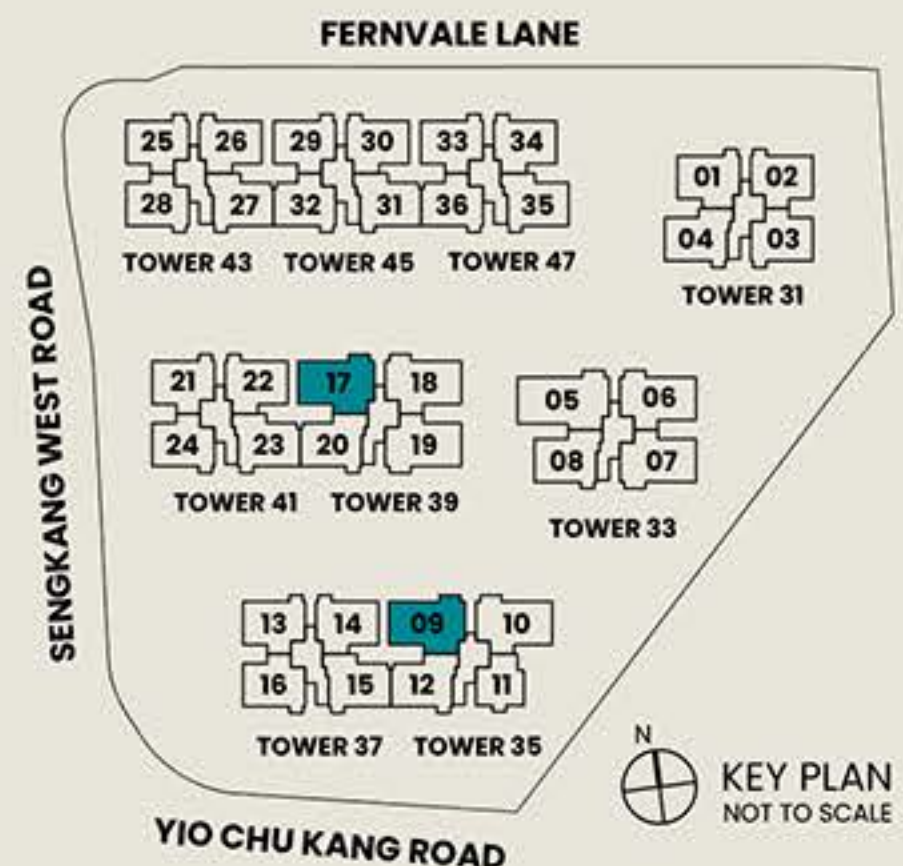 FERNVALE LANE
25 26 29 30 33 34
01 02
28 27 32 31 36 35
04 03
TOWER 43 TOWER 45 TOWER 47
TOWER 31
SENGKANG WEST ROAD
21 22 17 18
05 06
24 23 20 19
08 07
TOWER 41 TOWER 39
TOWER 33
13 14 09 10
16 15 12 11
TOWER 37 TOWER 35
N
KEY PLAN
NOT TO SCALE
YIO CHU KANG ROAD